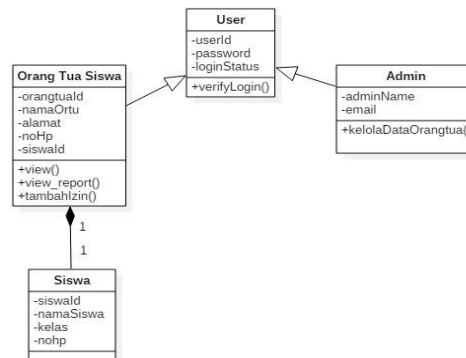 User
-userId
-password
-loginStatus
+verifyLogin()
Orang Tua Siswa
-orangtuaId
-namaOrtu
-alamat
-noHp
-siswaId
+view()
+view_report()
+tambahIzin()
Admin
-adminName
-email
+kelolaDataOrangtua(
1
1
Siswa
-siswaId
-namaSiswa
-kelas
-nohp